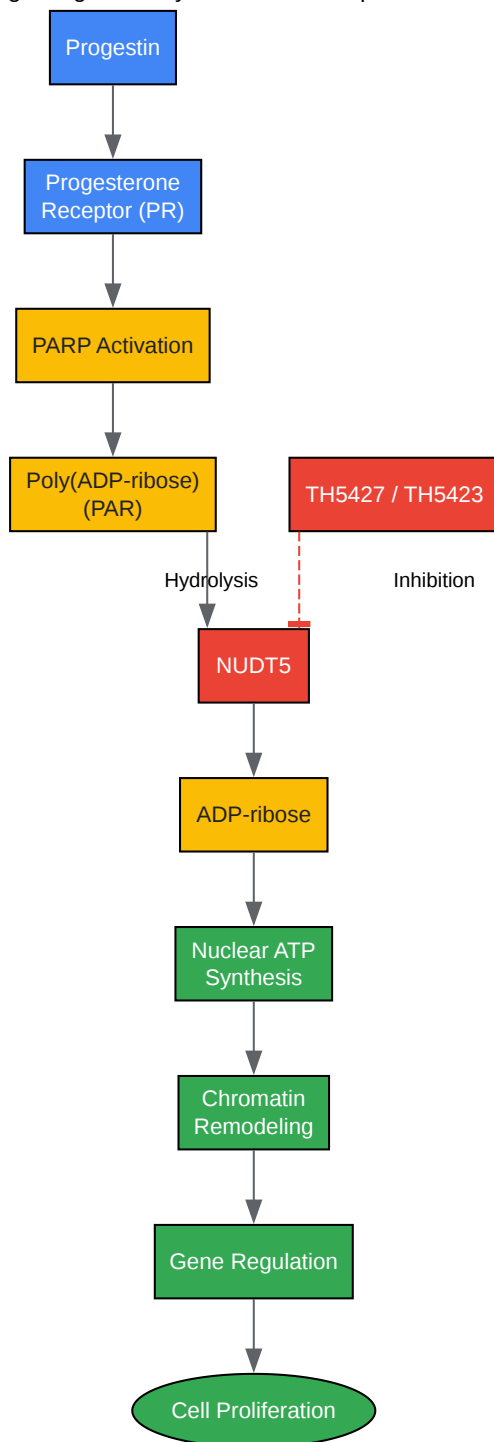 Progestin
Progesterone
Receptor (PR)
PARP Activation
Poly(ADP-ribose)
(PAR)
TH5427 / TH5423
Hydrolysis
Inhibition
NUDT5
ADP-ribose
Nuclear ATP
Synthesis
Chromatin
Remodeling
Gene Regulation
Cell Proliferation